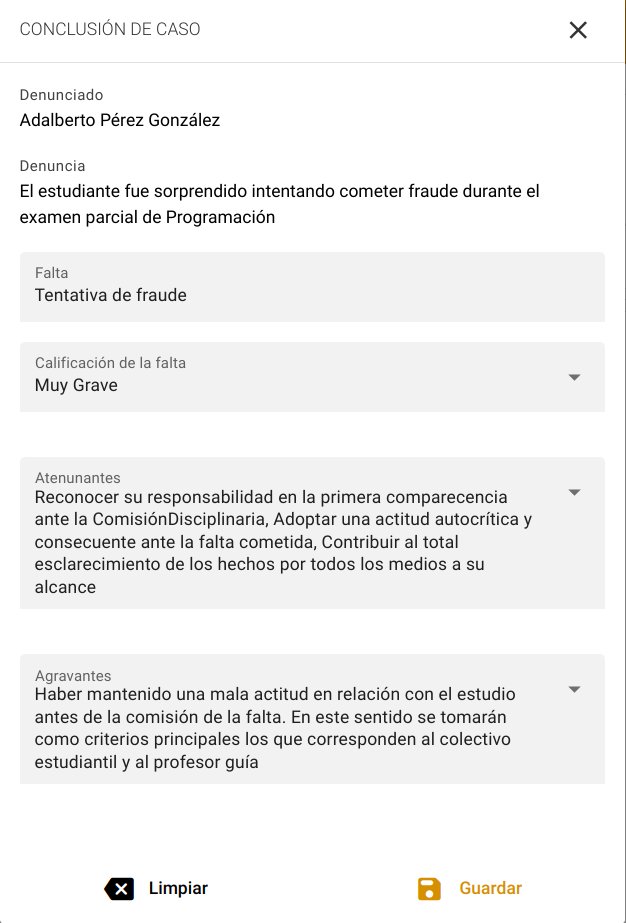 CONCLUSIÓN DE CASO
Denunciado
Adalberto Pérez González
Denuncia
El estudiante fue sorprendido intentando cometer fraude durante el
examen parcial de Programación
Falta
Tentativa de fraude
Calificación de la falta
Muy Grave
Atenunantes
Reconocer su responsabilidad en la primera comparecencia
ante la ComisiónDisciplinaria, Adoptar una actitud autocrítica y
consecuente ante la falta cometida, Contribuir al total
esclarecimiento de los hechos por todos los medios a su
alcance
Agravantes
Haber mantenido una mala actitud en relación con el estudio
antes de la comisión de la falta. En este sentido se tomarán
como criterios principales los que corresponden al colectivo
estudiantil y al profesor guía
Limpiar
Guardar